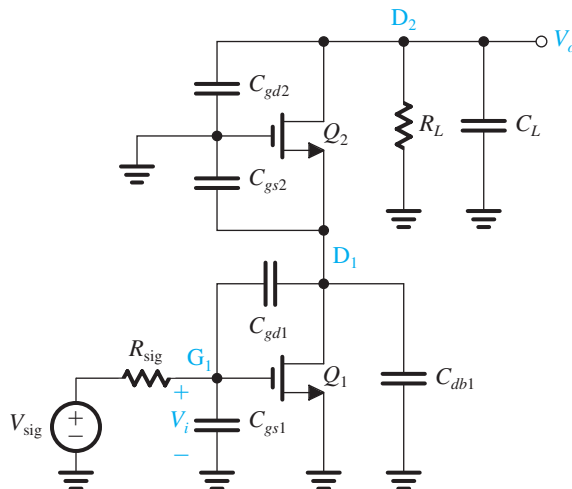 D2
Vo
Cgd2
Q2
RL
CL
Cgs2
D1
Cgd1
Rsig
G1
Q1
Cdb1
+
Vsig
+
−
Vi
Cgs1
−